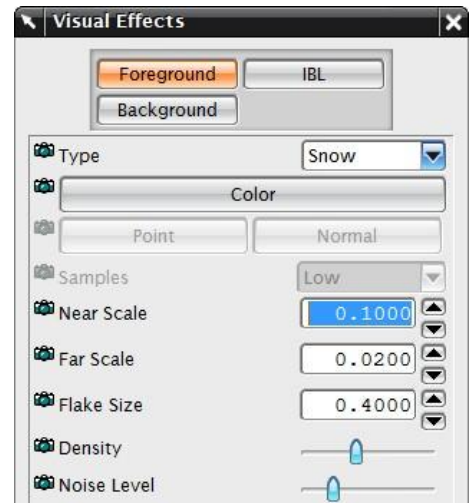 Visual Effects
Foreground IBL
Background
Type Snow
Color
Point Normal
Samples Low
Near Scale 0.1000
Far Scale 0.0200
Flake Size 0.4000
Density
Noise Level